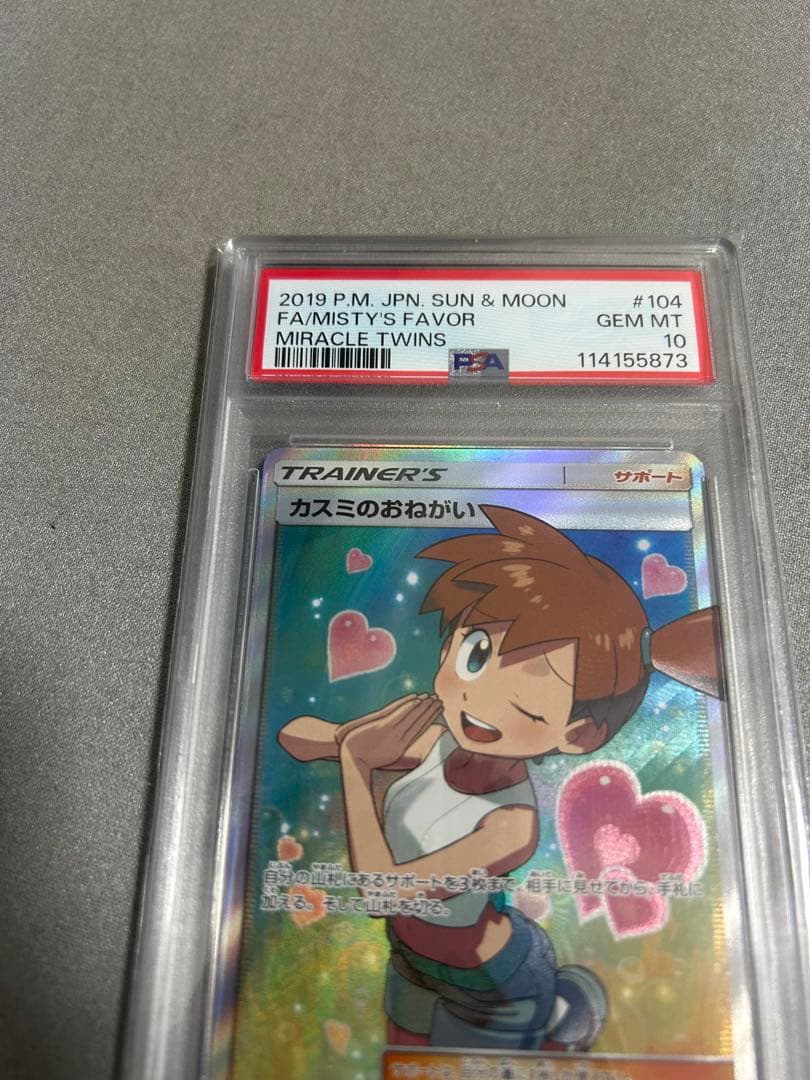 2019 P.M. JPN. SUN & MOON #104
FA/MISTY'S FAVOR GEM MT
MIRACLE TWINS 10
PSA 114155873
TRAINER'S サポート
カスミのおねがい
自分の山札にあるサポートを3枚まで、相手に見せてから、手札に
加える。そして山札を切る。